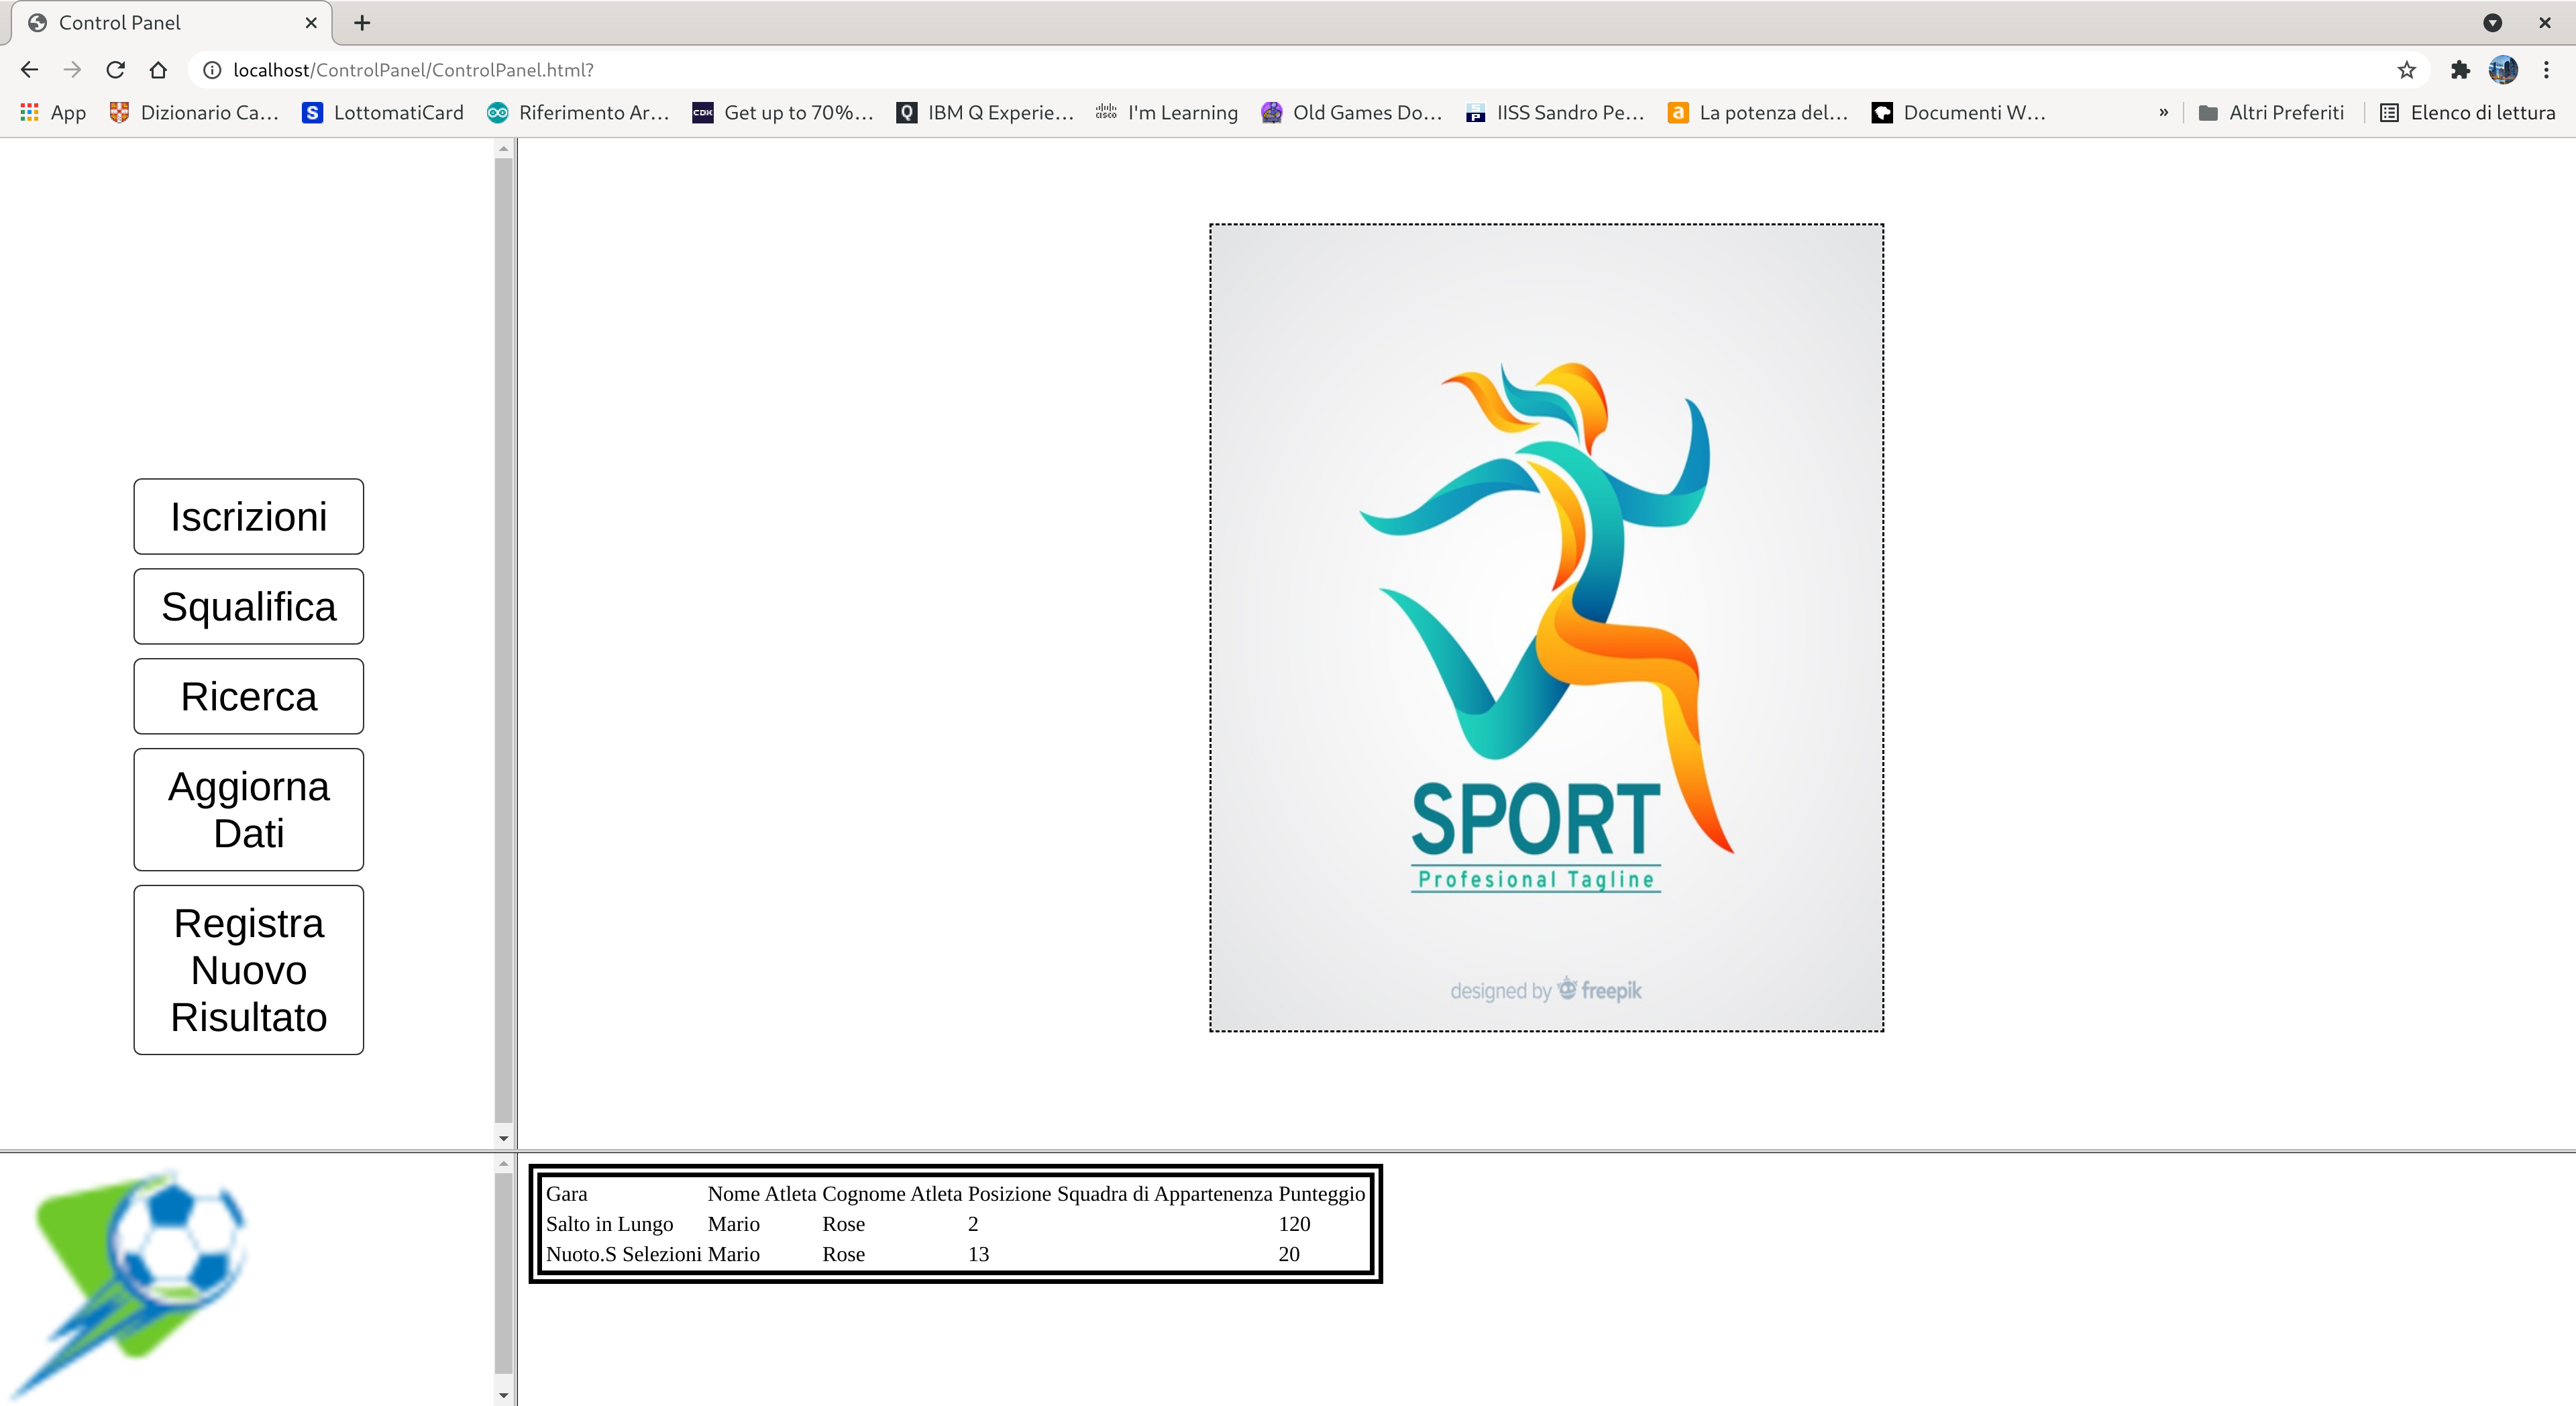 Control Panel
localhost/ControlPanel/ControlPanel.html?
App Dizionario Ca... LottomatiCard Riferimento Ar... Get up to 70%... IBM Q Experie... I'm Learning Old Games Do... IISS Sandro Pe... La potenza del... Documenti W... » Altri Preferiti Elenco di lettura
Iscrizioni
Squalifica
Ricerca
Aggiorna
Dati
Registra
Nuovo
Risultato
SPORT
Profesional Tagline
designed by freepik
Gara Nome Atleta Cognome Atleta Posizione Squadra di Appartenenza Punteggio
Salto in Lungo Mario Rose 2 120
Nuoto.S Selezioni Mario Rose 13 20